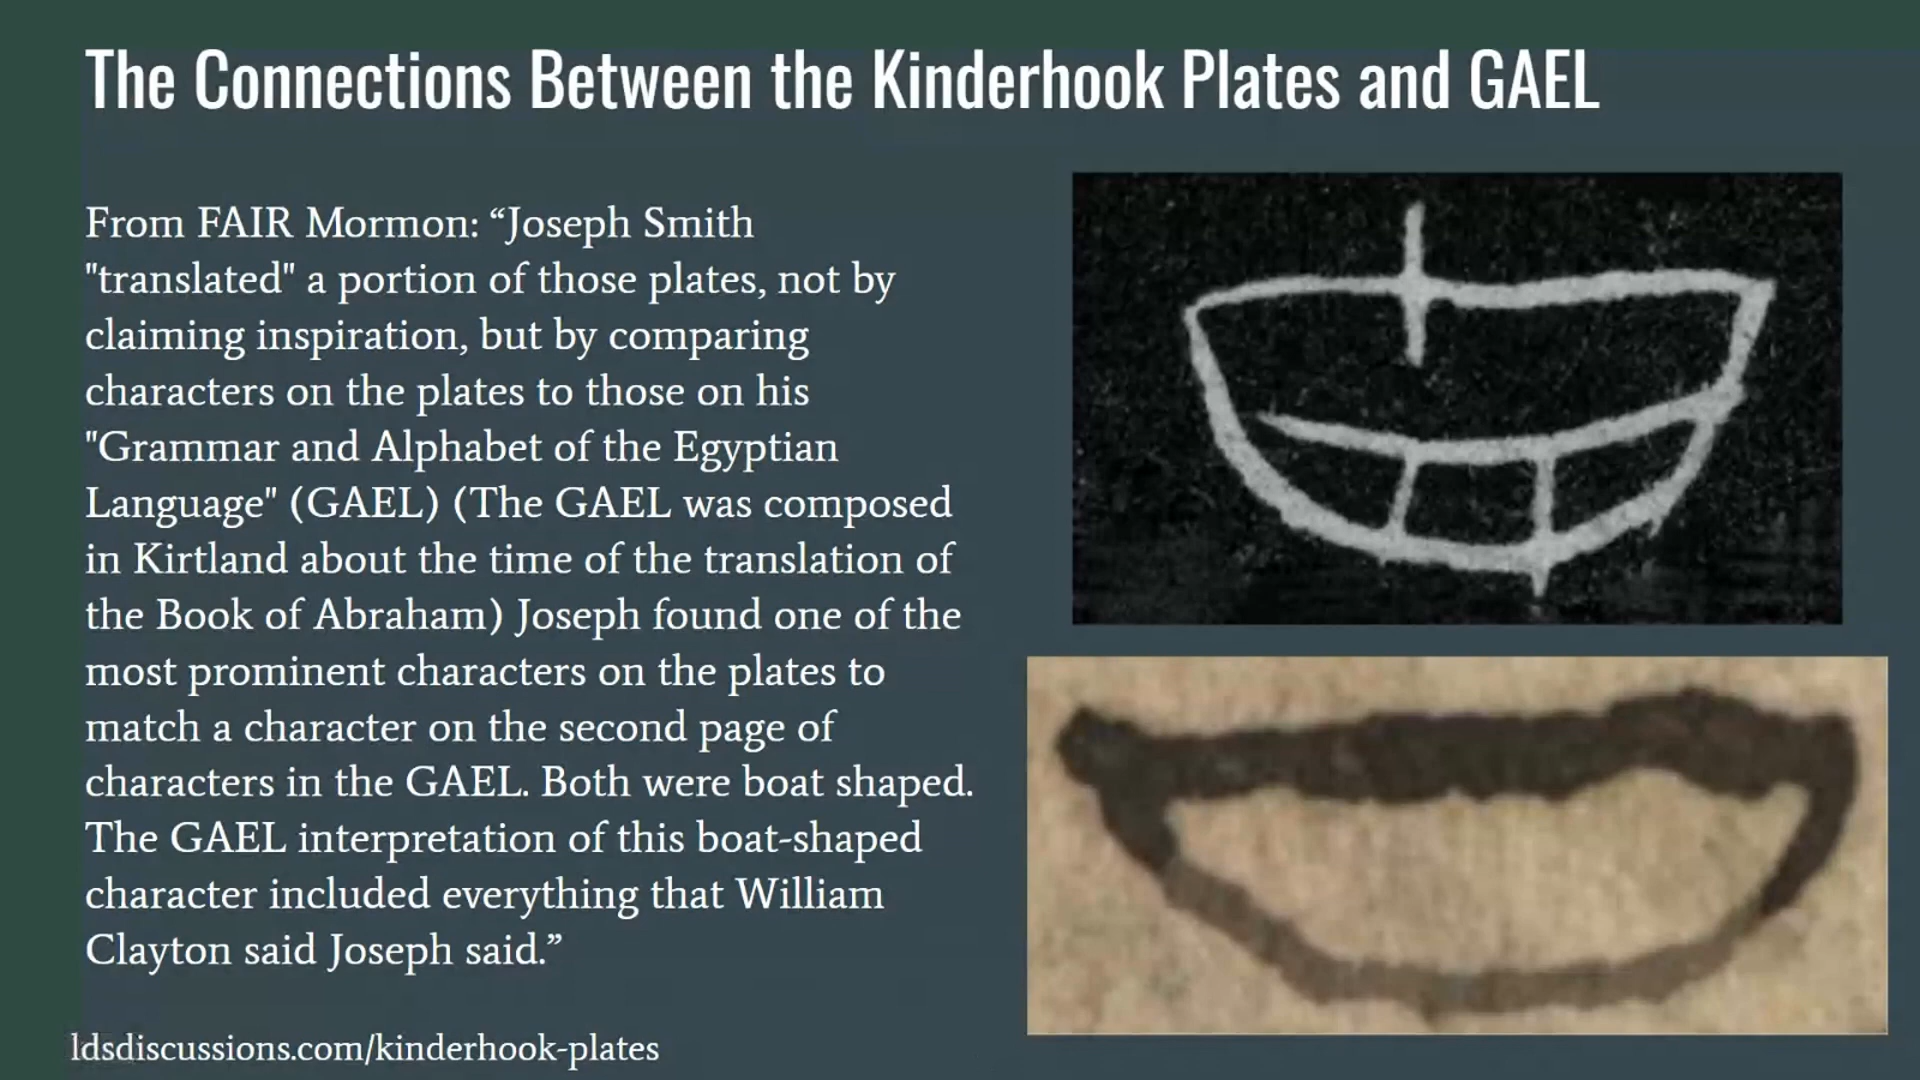 The Connections Between the Kinderhook Plates and GAEL
From FAIR Mormon: “Joseph Smith
"translated" a portion of those plates, not by
claiming inspiration, but by comparing
characters on the plates to those on his
"Grammar and Alphabet of the Egyptian
Language" (GAEL) (The GAEL was composed
in Kirtland about the time of the translation of
the Book of Abraham) Joseph found one of the
most prominent characters on the plates to
match a character on the second page of
characters in the GAEL. Both were boat shaped.
The GAEL interpretation of this boat-shaped
character included everything that William
Clayton said Joseph said.”
ldsdiscussions.com/kinderhook-plates